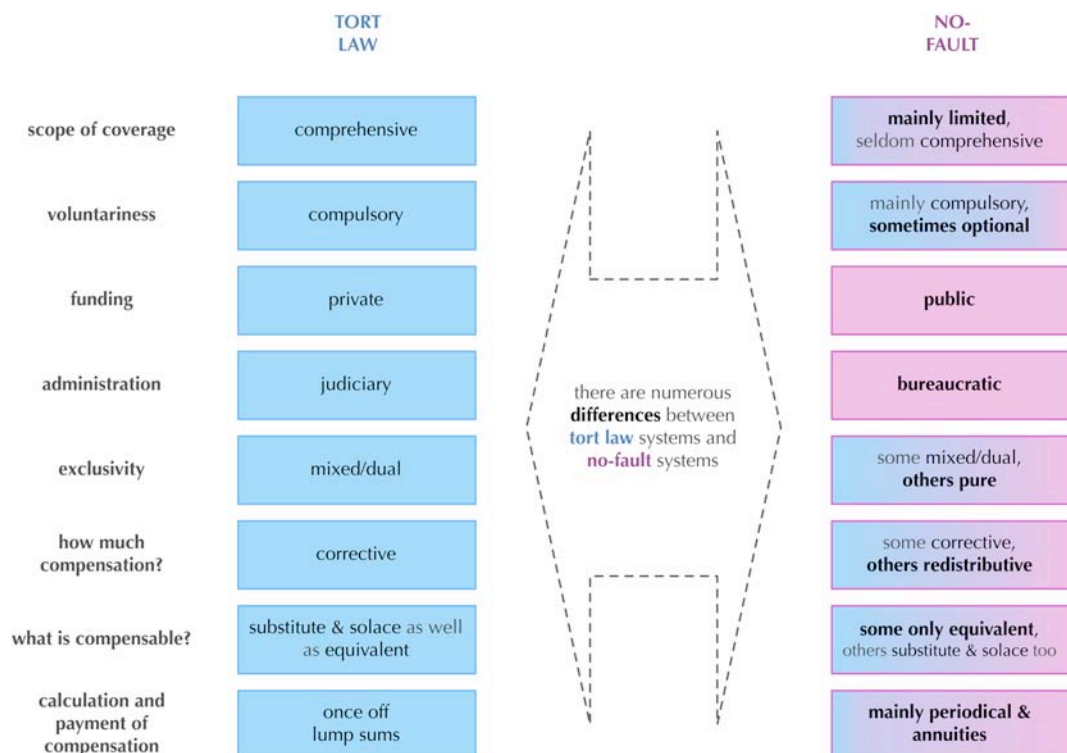 TORT
LAW
NO-
FAULT
scope of coverage
comprehensive
mainly limited,
seldom comprehensive
voluntariness
compulsory
mainly compulsory,
sometimes optional
funding
private
public
administration
judiciary
bureaucratic
there are numerous
differences between
tort law systems and
no-fault systems
exclusivity
mixed/dual
some mixed/dual,
others pure
how much
compensation?
corrective
some corrective,
others redistributive
what is compensable?
substitute & solace as well
as equivalent
some only equivalent,
others substitute & solace too
calculation and
payment of
compensation
once off
lump sums
mainly periodical &
annuities